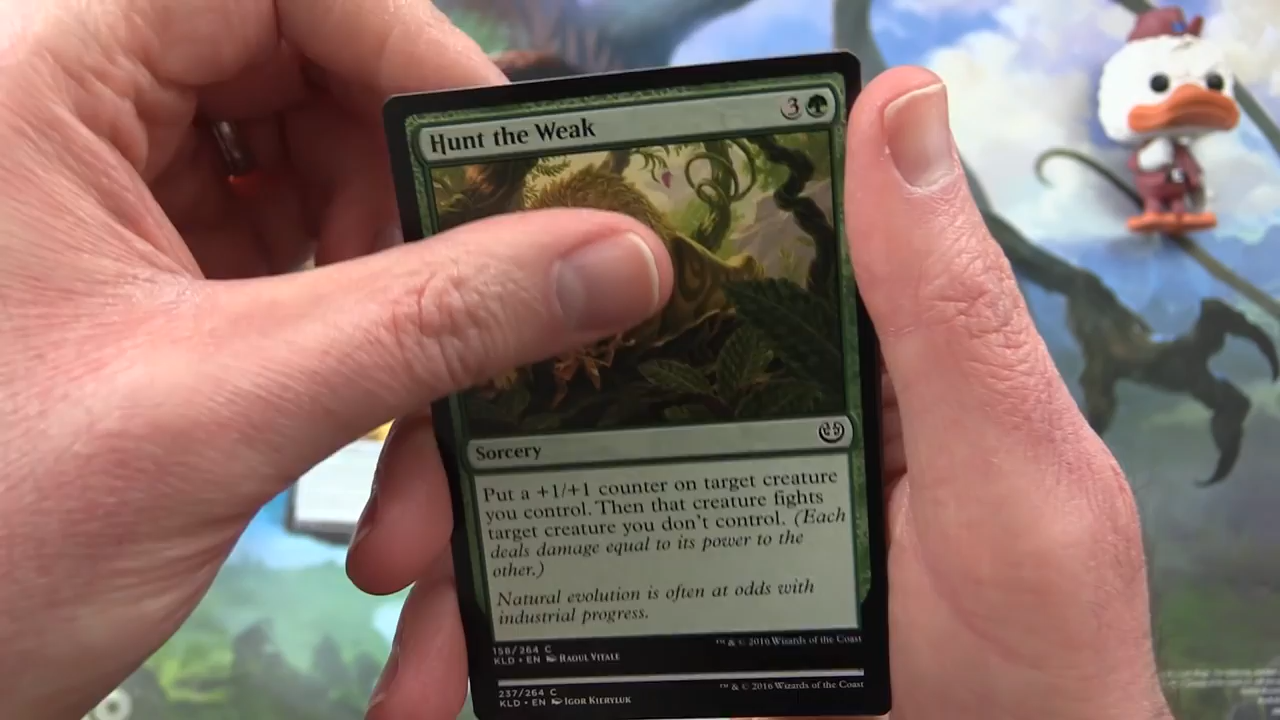 Hunt the Weak
3
Sorcery
Put a +1/+1 counter on target creature
you control. Then that creature fights
target creature you don't control. (Each
deals damage equal to its power to the
other.)
Natural evolution is often at odds with
industrial progress.
158/264 C
KLD • EN RAOUL VITALE
™ & © 2016 Wizards of the Coast
237/264 C
KLD • EN IGOR KIERYLUK
™ & © 2016 Wizards of the Coast